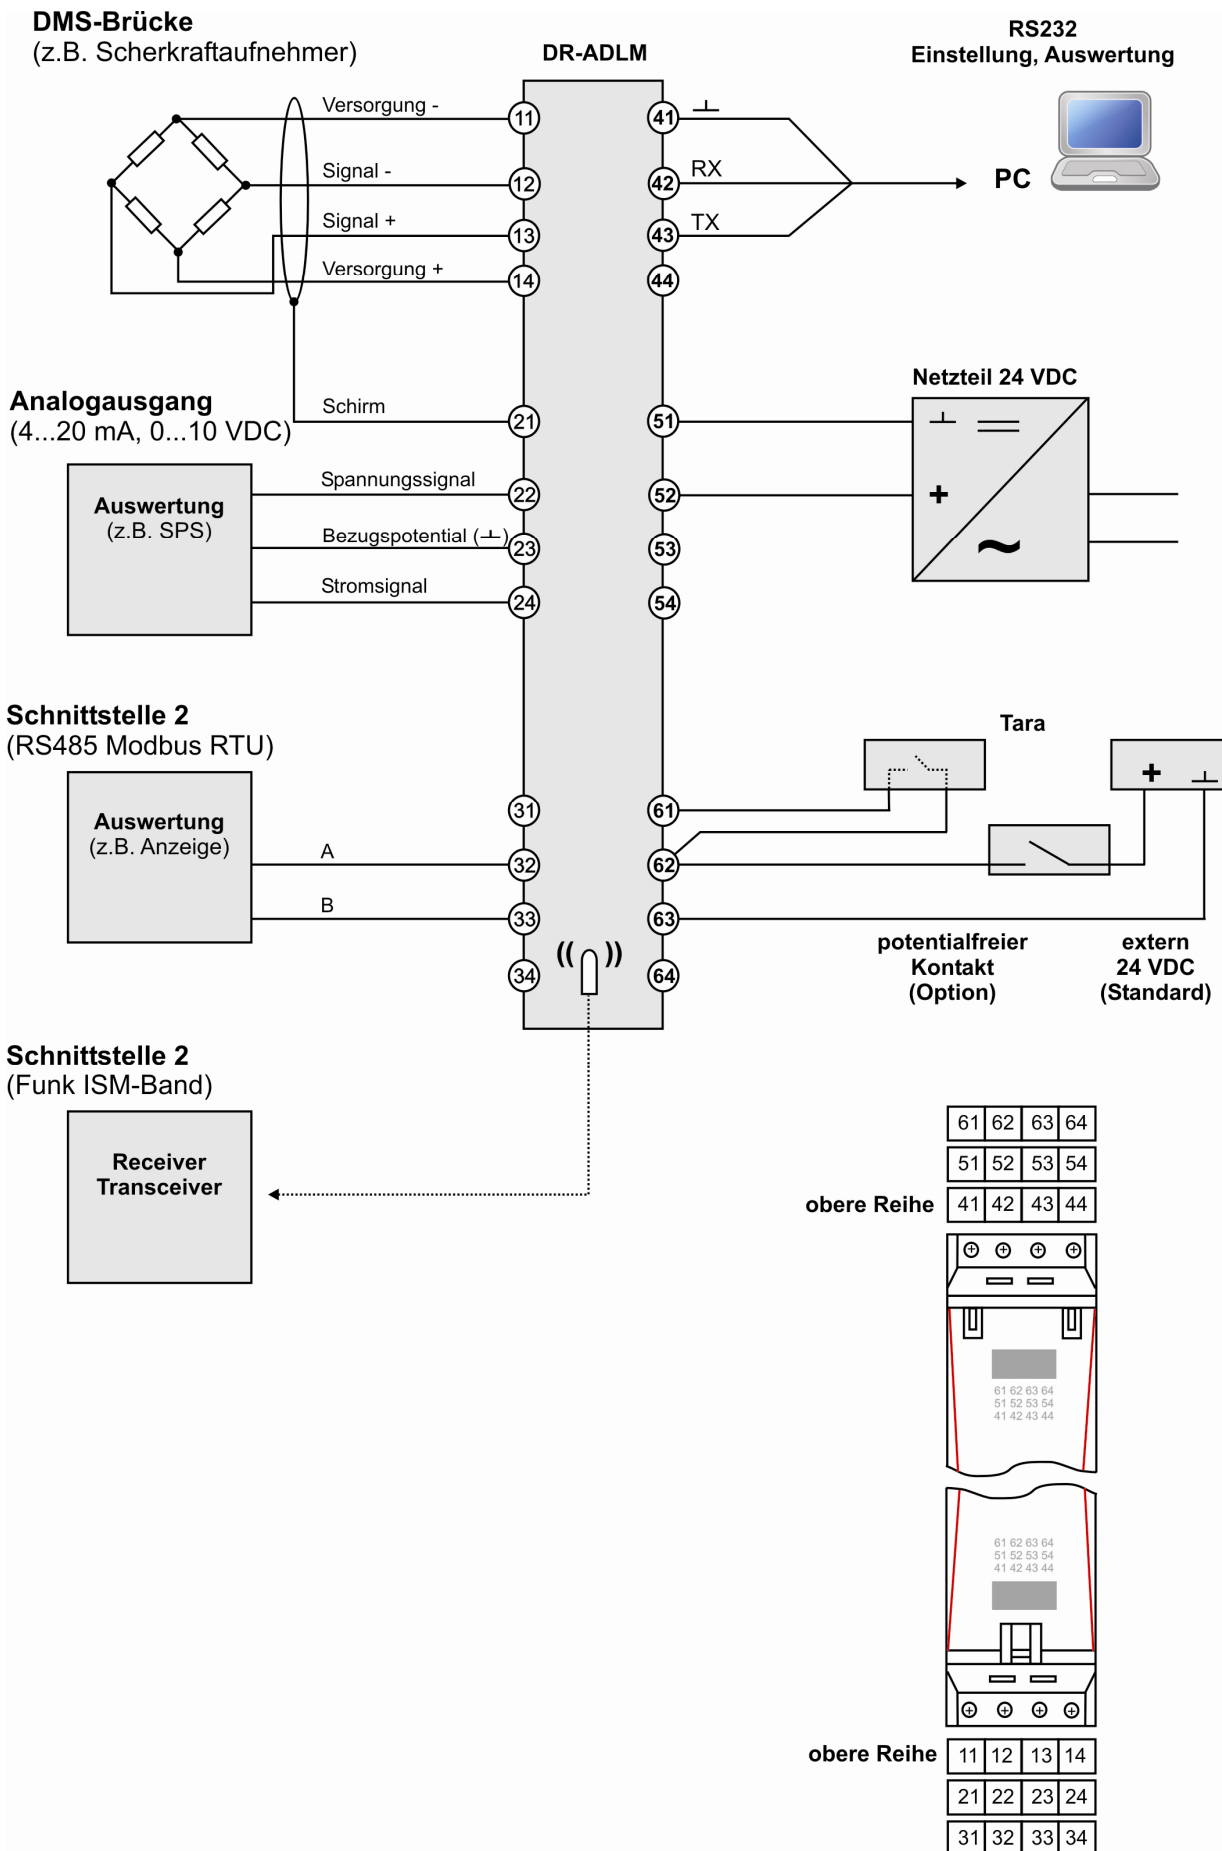 DMS-Brücke
(z.B. Scherkraftaufnehmer)
DR-ADLM
RS232
Einstellung, Auswertung
Versorgung -
11
Signal -
12
Signal +
13
Versorgung +
14
41
RX
42
TX
43
44
PC
Analogausgang
(4...20 mA, 0...10 VDC)
Schirm
21
Auswertung
(z.B. SPS)
Spannungssignal
22
Bezugspotential (⊥)
23
Stromsignal
24
51
52
53
54
Netzteil 24 VDC
+
~
Schnittstelle 2
(RS485 Modbus RTU)
Auswertung
(z.B. Anzeige)
A
B
31
32
33
34
(( ))
61
62
63
64
Tara
+
potentialfreier
Kontakt
(Option)
extern
24 VDC
(Standard)
Schnittstelle 2
(Funk ISM-Band)
Receiver
Transceiver
61 62 63 64
51 52 53 54
obere Reihe 41 42 43 44
61 62 63 64
51 52 53 54
41 42 43 44
61 62 63 64
51 52 53 54
41 42 43 44
obere Reihe 11 12 13 14
21 22 23 24
31 32 33 34